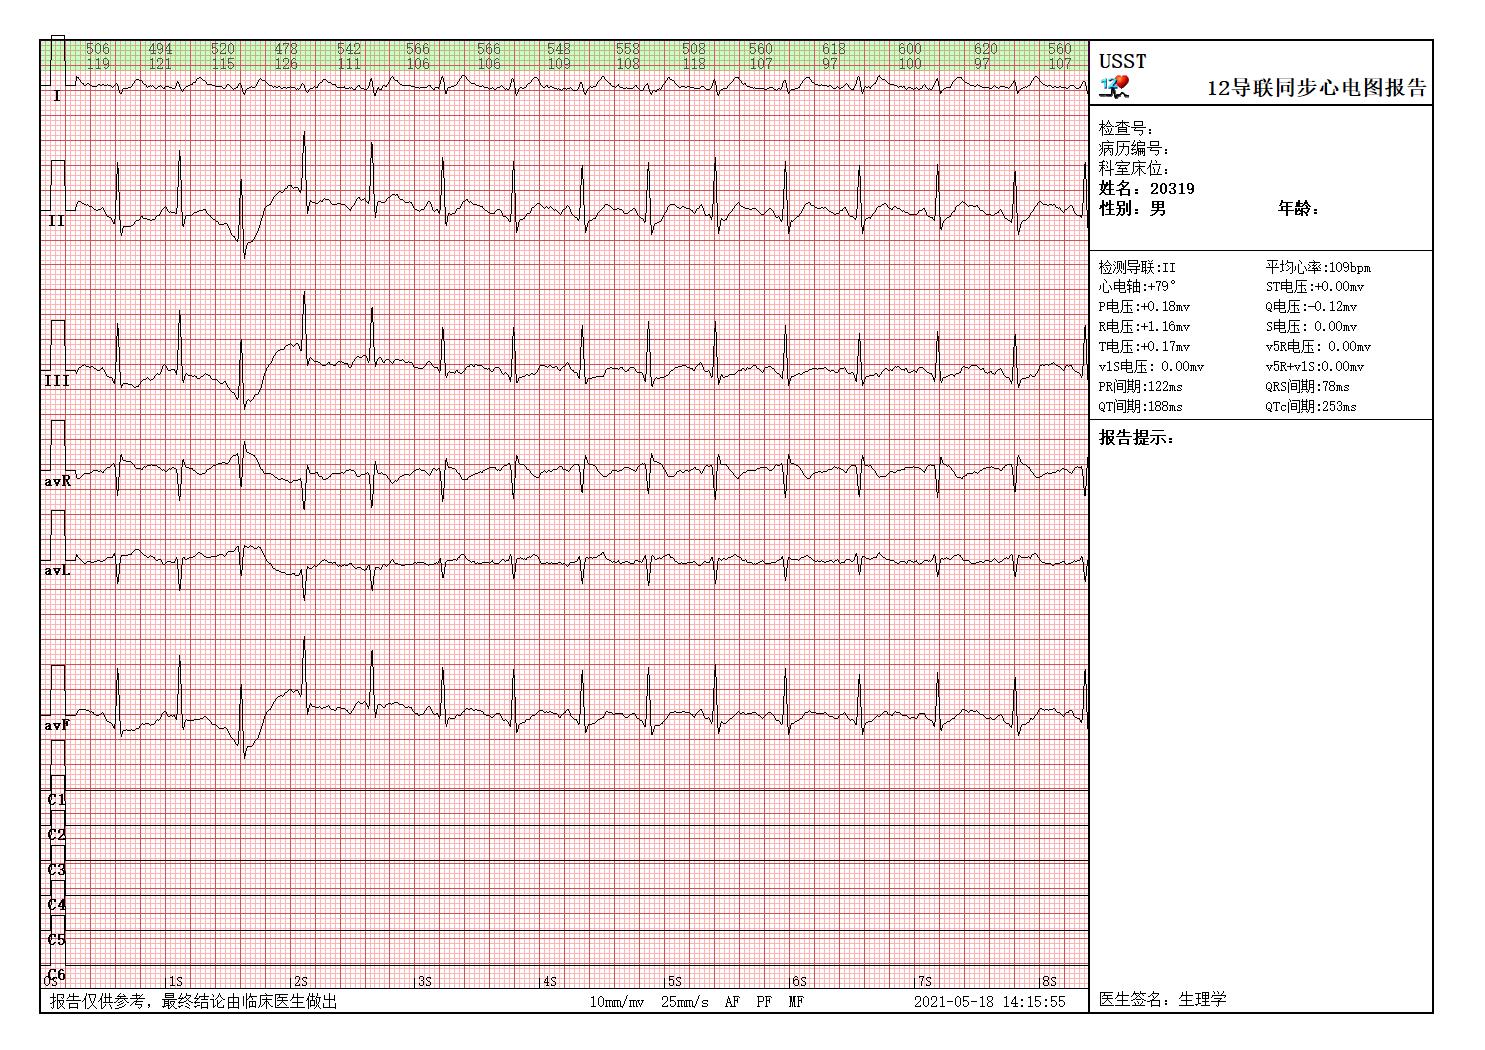 506 494 520 478 542 566 566 548 558 508 560 618 600 620 560
119 121 115 126 111 106 106 109 108 118 107 97 100 97 107
I
II
III
avR
avL
avF
C1
C2
C3
C4
C5
C6
0S 1S 2S 3S 4S 5S 6S 7S 8S
报告仅供参考，最终结论由临床医生做出 10mm/mv 25mm/s AF PF MF 2021-05-18 14:15:55
USST
12
12导联同步心电图报告
检查号：
病历编号：
科室床位：
姓名：20319
性别：男 年龄：
检测导联:II 平均心率:109bpm
心电轴:+79° ST电压:+0.00mv
P电压:+0.18mv Q电压:-0.12mv
R电压:+1.16mv S电压: 0.00mv
T电压:+0.17mv v5R电压: 0.00mv
v1S电压: 0.00mv v5R+v1S:0.00mv
PR间期:122ms QRS间期:78ms
QT间期:188ms QTc间期:253ms
报告提示：
医生签名：生理学